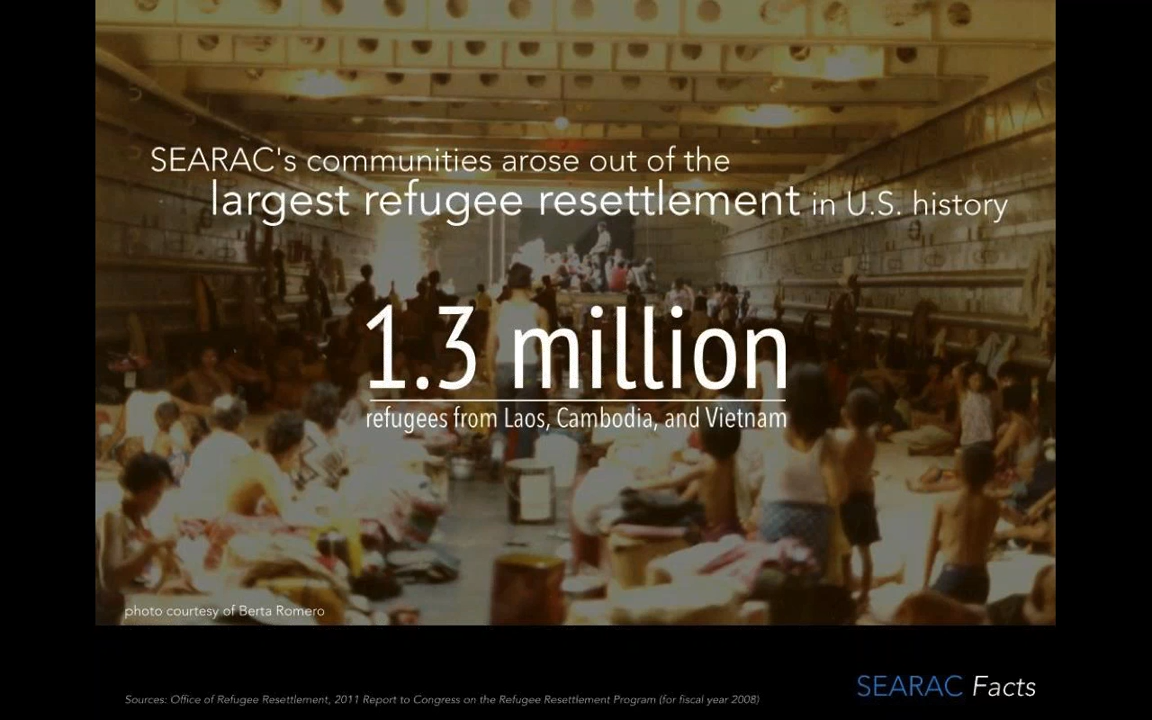 SEARAC's communities arose out of the
largest refugee resettlement in U.S. history
1.3 million
refugees from Laos, Cambodia, and Vietnam
photo courtesy of Berta Romero
Sources: Office of Refugee Resettlement, 2011 Report to Congress on the Refugee Resettlement Program (for fiscal year 2008)
SEARAC Facts